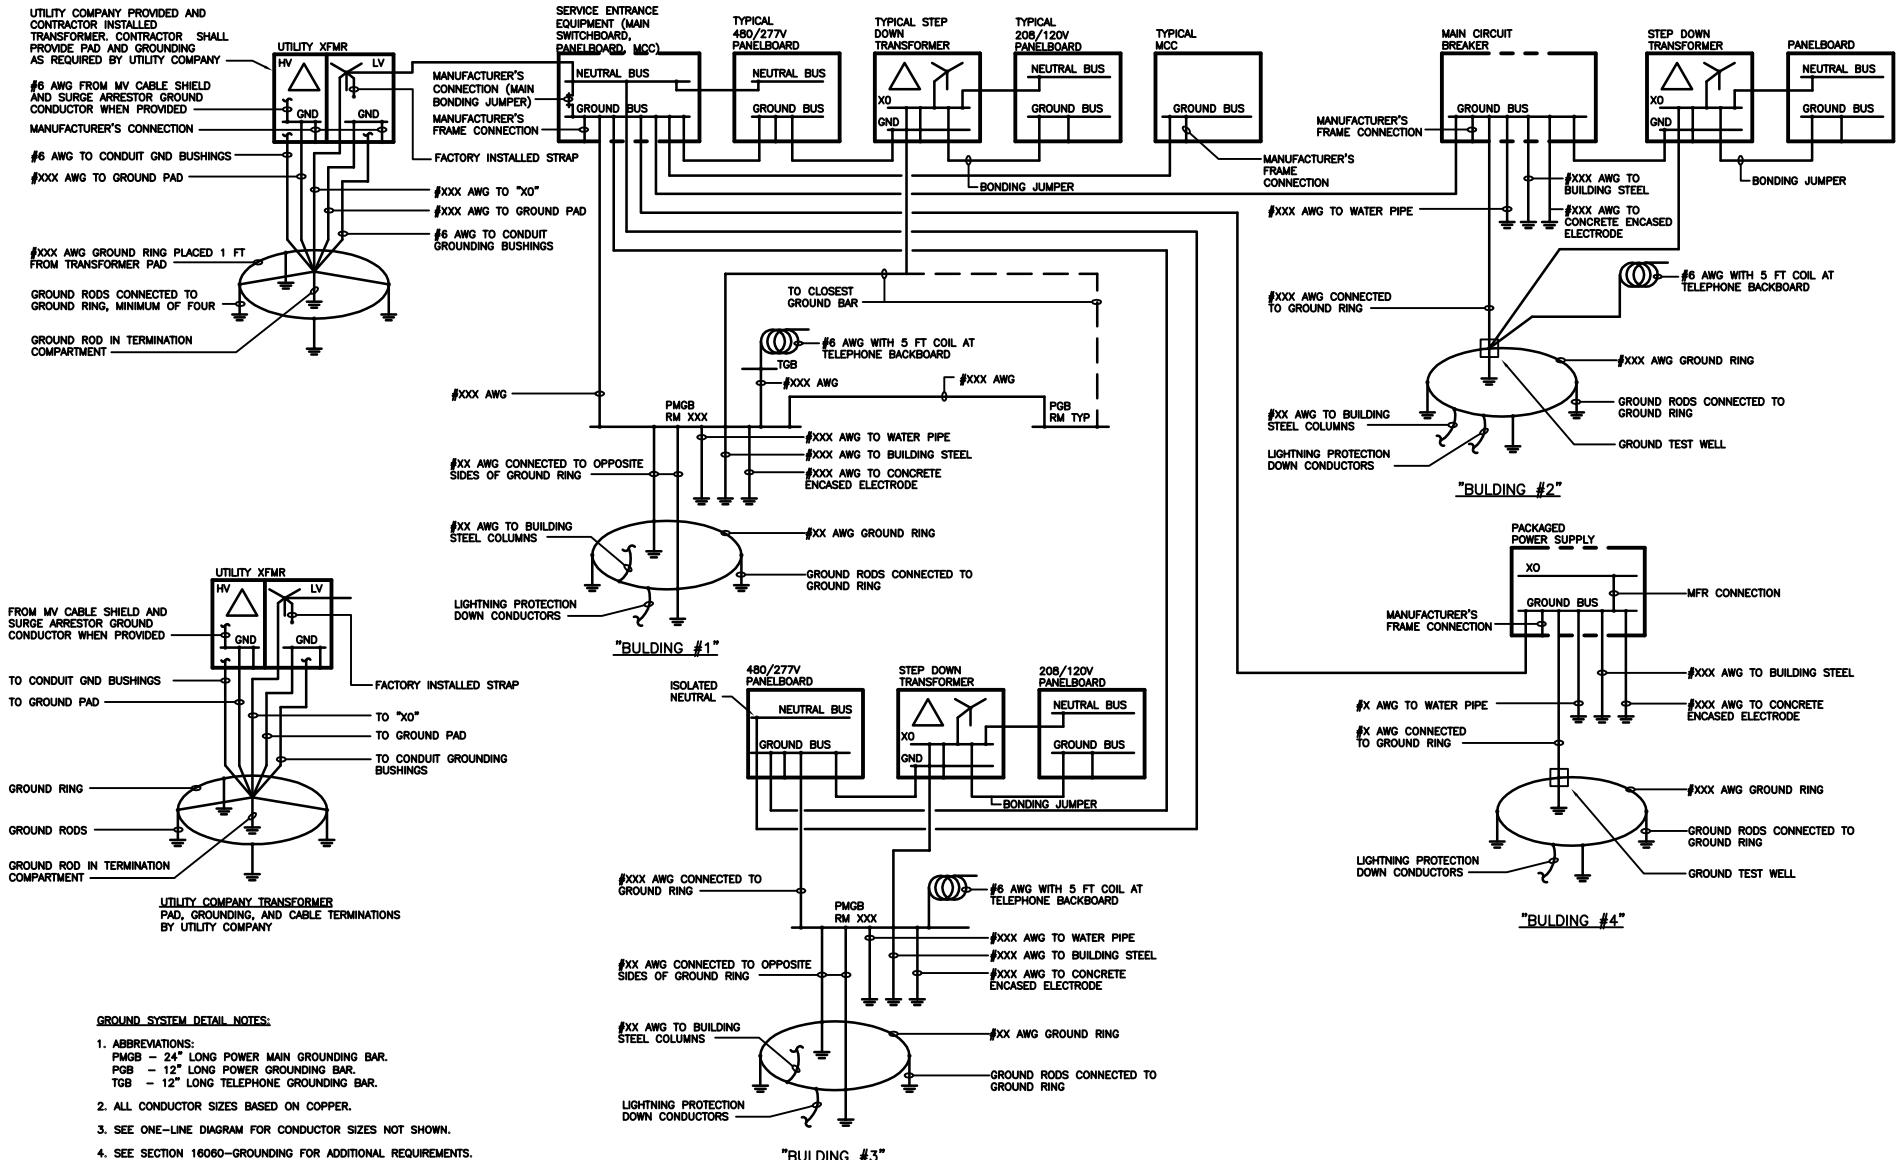 UTILITY COMPANY PROVIDED AND
CONTRACTOR INSTALLED
TRANSFORMER. CONTRACTOR SHALL
PROVIDE PAD AND GROUNDING
AS REQUIRED BY UTILITY COMPANY
#6 AWG FROM MV CABLE SHIELD
AND SURGE ARRESTOR GROUND
CONDUCTOR WHEN PROVIDED
MANUFACTURER'S CONNECTION
#6 AWG TO CONDUIT GND BUSHINGS
#XXX AWG TO GROUND PAD
#XXX AWG GROUND RING PLACED 1 FT
FROM TRANSFORMER PAD
GROUND RODS CONNECTED TO
GROUND RING, MINIMUM OF FOUR
GROUND ROD IN TERMINATION
COMPARTMENT
UTILITY XFMR
HV
LV
GND
GND
MANUFACTURER'S
CONNECTION (MAIN
BONDING JUMPER)
MANUFACTURER'S
FRAME CONNECTION
FACTORY INSTALLED STRAP
#XXX AWG TO "XO"
#XXX AWG TO GROUND PAD
#6 AWG TO CONDUIT
GROUNDING BUSHINGS
SERVICE ENTRANCE
EQUIPMENT (MAIN
SWITCHBOARD,
PANELBOARD, MCC)
NEUTRAL BUS
GROUND BUS
TYPICAL
480/277V
PANELBOARD
NEUTRAL BUS
GROUND BUS
TYPICAL STEP
DOWN
TRANSFORMER
XO
GND
TYPICAL
208/120V
PANELBOARD
NEUTRAL BUS
GROUND BUS
BONDING JUMPER
TYPICAL
MCC
GROUND BUS
MANUFACTURER'S
FRAME
CONNECTION
MAIN CIRCUIT
BREAKER
GROUND BUS
MANUFACTURER'S
FRAME CONNECTION
STEP DOWN
TRANSFORMER
XO
GND
PANELBOARD
NEUTRAL BUS
GROUND BUS
BONDING JUMPER
#XXX AWG TO
BUILDING STEEL
#XXX AWG TO WATER PIPE
#XXX AWG TO
CONCRETE ENCASED
ELECTRODE
#6 AWG WITH 5 FT COIL AT
TELEPHONE BACKBOARD
#XXX AWG CONNECTED
TO GROUND RING
#XXX AWG GROUND RING
GROUND RODS CONNECTED TO
GROUND RING
#XX AWG TO BUILDING
STEEL COLUMNS
GROUND TEST WELL
LIGHTNING PROTECTION
DOWN CONDUCTORS
"BULDING #2"
TO CLOSEST
GROUND BAR
#6 AWG WITH 5 FT COIL AT
TELEPHONE BACKBOARD
TGB
#XXX AWG
#XXX AWG
#XXX AWG
PMGB
RM XXX
PGB
RM TYP
#XXX AWG TO WATER PIPE
#XXX AWG TO BUILDING STEEL
#XXX AWG TO CONCRETE
ENCASED ELECTRODE
#XX AWG CONNECTED TO OPPOSITE
SIDES OF GROUND RING
#XX AWG TO BUILDING
STEEL COLUMNS
#XX AWG GROUND RING
GROUND RODS CONNECTED TO
GROUND RING
LIGHTNING PROTECTION
DOWN CONDUCTORS
"BULDING #1"
PACKAGED
POWER SUPPLY
XO
GROUND BUS
MFR CONNECTION
MANUFACTURER'S
FRAME CONNECTION
#XXX AWG TO BUILDING STEEL
#X AWG TO WATER PIPE
#XXX AWG TO CONCRETE
ENCASED ELECTRODE
#X AWG CONNECTED
TO GROUND RING
#XXX AWG GROUND RING
GROUND RODS CONNECTED TO
GROUND RING
LIGHTNING PROTECTION
DOWN CONDUCTORS
GROUND TEST WELL
"BULDING #4"
UTILITY XFMR
HV
LV
GND
GND
FROM MV CABLE SHIELD AND
SURGE ARRESTOR GROUND
CONDUCTOR WHEN PROVIDED
TO CONDUIT GND BUSHINGS
TO GROUND PAD
FACTORY INSTALLED STRAP
TO "XO"
TO GROUND PAD
TO CONDUIT GROUNDING
BUSHINGS
GROUND RING
GROUND RODS
GROUND ROD IN TERMINATION
COMPARTMENT
UTILITY COMPANY TRANSFORMER
PAD, GROUNDING, AND CABLE TERMINATIONS
BY UTILITY COMPANY
ISOLATED
NEUTRAL
480/277V
PANELBOARD
NEUTRAL BUS
GROUND BUS
STEP DOWN
TRANSFORMER
XO
GND
208/120V
PANELBOARD
NEUTRAL BUS
GROUND BUS
BONDING JUMPER
#XXX AWG CONNECTED TO
GROUND RING
#6 AWG WITH 5 FT COIL AT
TELEPHONE BACKBOARD
PMGB
RM XXX
#XXX AWG TO WATER PIPE
#XXX AWG TO BUILDING STEEL
#XXX AWG TO CONCRETE
ENCASED ELECTRODE
#XX AWG CONNECTED TO OPPOSITE
SIDES OF GROUND RING
#XX AWG TO BUILDING
STEEL COLUMNS
#XX AWG GROUND RING
GROUND RODS CONNECTED TO
GROUND RING
LIGHTNING PROTECTION
DOWN CONDUCTORS
"BULDING #3"
GROUND SYSTEM DETAIL NOTES:
1. ABBREVIATIONS:
PMGB – 24" LONG POWER MAIN GROUNDING BAR.
PGB – 12" LONG POWER GROUNDING BAR.
TGB – 12" LONG TELEPHONE GROUNDING BAR.
2. ALL CONDUCTOR SIZES BASED ON COPPER.
3. SEE ONE–LINE DIAGRAM FOR CONDUCTOR SIZES NOT SHOWN.
4. SEE SECTION 16060–GROUNDING FOR ADDITIONAL REQUIREMENTS.